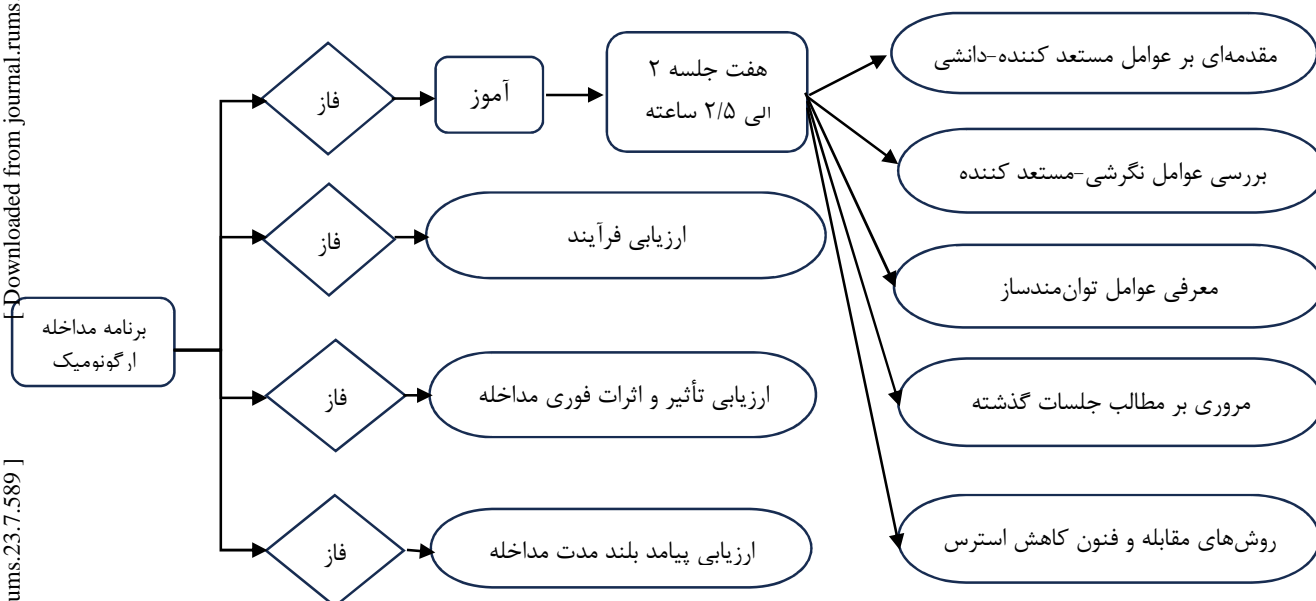 [ Downloaded from journal.rums
ums.23.7.589 ]
برنامه مداخله
ارگونومیک
فاز
آموز
هفت جلسه ۲
الی ۲/۵ ساعته
مقدمه‌ای بر عوامل مستعد کننده-دانشی
بررسی عوامل نگرشی-مستعد کننده
معرفی عوامل توان‌مندساز
مروری بر مطالب جلسات گذشته
روش‌های مقابله و فنون کاهش استرس
فاز
ارزیابی فرآیند
فاز
ارزیابی تأثیر و اثرات فوری مداخله
فاز
ارزیابی پیامد بلند مدت مداخله